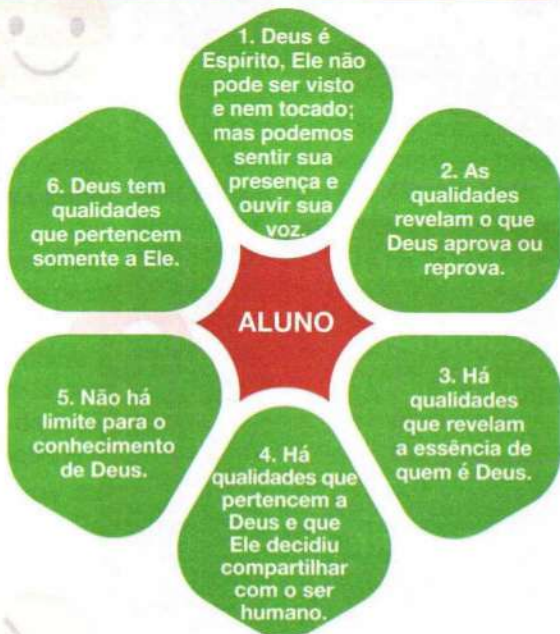 1. Deus é
Espírito, Ele não
pode ser visto
e nem tocado;
mas podemos
sentir sua
presença e
ouvir sua
voz.
2. As
qualidades
revelam o que
Deus aprova ou
reprova.
3. Há
qualidades
que revelam
a essência de
quem é Deus.
4. Há
qualidades que
pertencem a
Deus e que
Ele decidiu
compartilhar
com o ser
humano.
5. Não há
limite para o
conhecimento
de Deus.
6. Deus tem
qualidades
que pertencem
somente a Ele.
ALUNO